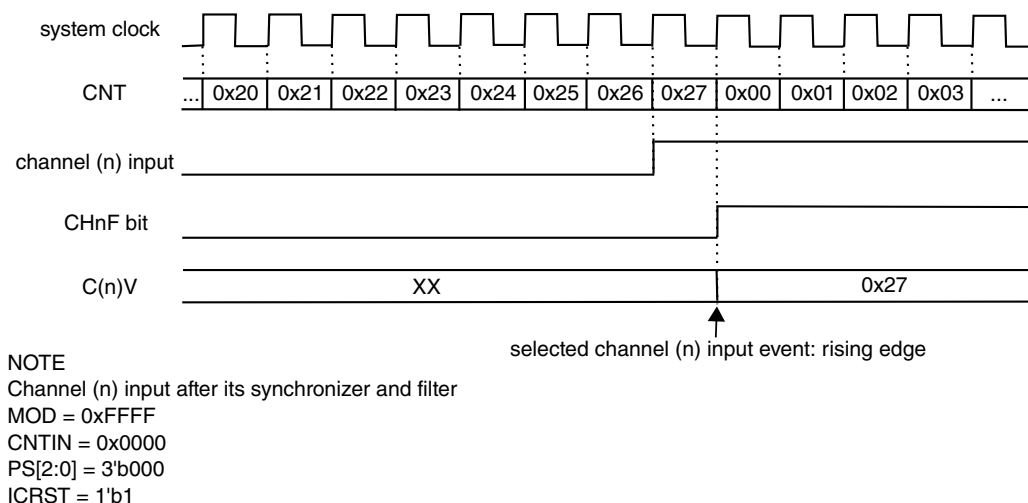 system clock
CNT ... 0x20 0x21 0x22 0x23 0x24 0x25 0x26 0x27 0x00 0x01 0x02 0x03 ...
channel (n) input
CHnF bit
C(n)V XX 0x27
selected channel (n) input event: rising edge
NOTE
Channel (n) input after its synchronizer and filter
MOD = 0xFFFF
CNTIN = 0x0000
PS[2:0] = 3'b000
ICRST = 1'b1